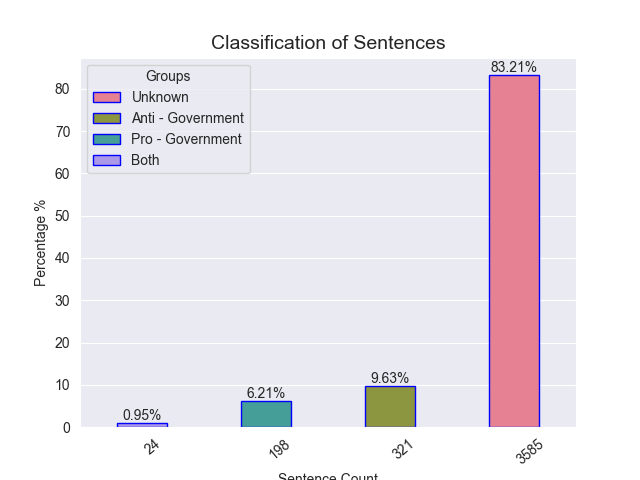 Classification of Sentences
Groups
Unknown
Anti - Government
Pro - Government
Both
Percentage %
80
70
60
50
40
30
20
10
0
0.95%
6.21%
9.63%
83.21%
24
198
321
3585
Sentence Count